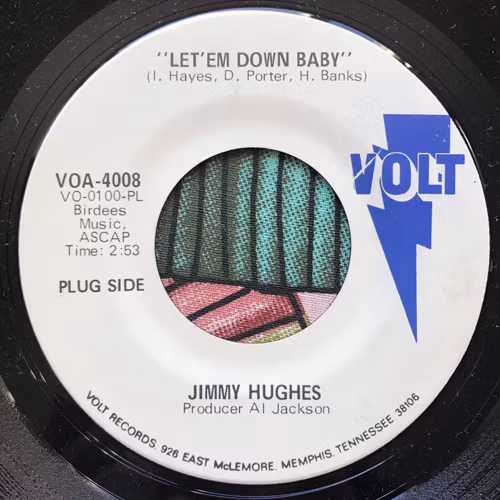 "LET'EM DOWN BABY"
(I. Hayes, D. Porter, H. Banks)
VOLT
VOA-4008
VO-0100-PL
Birdees
Music,
ASCAP
Time: 2:53
PLUG SIDE
JIMMY HUGHES
Producer Al Jackson
VOLT RECORDS, 926 EAST McLEMORE, MEMPHIS, TENNESSEE 38106